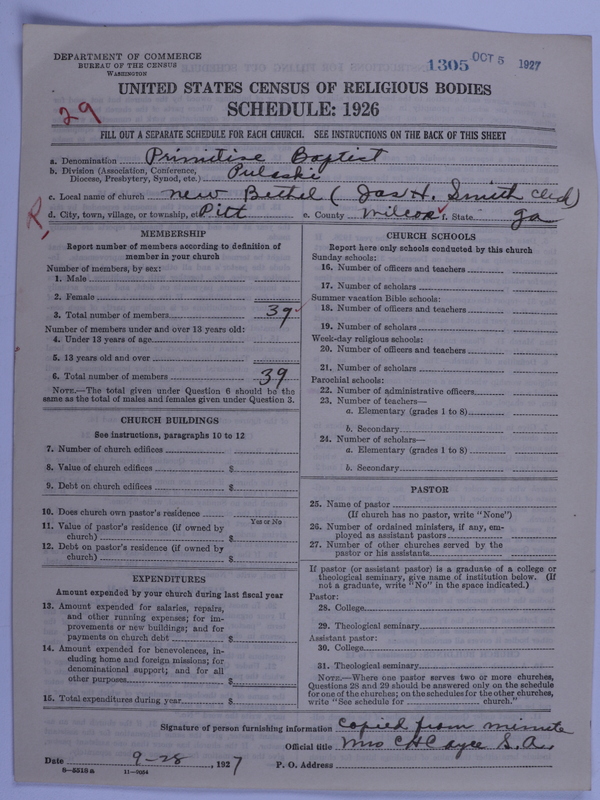 DEPARTMENT OF COMMERCE
BUREAU OF THE CENSUS
WASHINGTON
1305 OCT 5 1927
UNITED STATES CENSUS OF RELIGIOUS BODIES
SCHEDULE: 1926
29
FILL OUT A SEPARATE SCHEDULE FOR EACH CHURCH. SEE INSTRUCTIONS ON THE BACK OF THIS SHEET
a. Denomination Primitive Baptist
b. Division (Association, Conference,
Diocese, Presbytery, Synod, etc.) Pulaski
c. Local name of church New Bethel (Jas H. Smith Clk)
d. City, town, village, or township, etc. Pitt e. County Wilcox f. State Ga
R
MEMBERSHIP
Report number of members according to definition of
member in your church
Number of members, by sex:
1. Male
2. Female
3. Total number of members 39
Number of members under and over 13 years old:
4. Under 13 years of age
5. 13 years old and over
6. Total number of members 39
NOTE.—The total given under Question 6 should be the
same as the total of males and females given under Question 3.
CHURCH BUILDINGS
See instructions, paragraphs 10 to 12
7. Number of church edifices
8. Value of church edifices $
9. Debt on church edifices $
10. Does church own pastor's residence
Yes or No
11. Value of pastor's residence (if owned by
church) $
12. Debt on pastor's residence (if owned by
church) $
EXPENDITURES
Amount expended by your church during last fiscal year
13. Amount expended for salaries, repairs,
and other running expenses; for im-
provements or new buildings; and for
payments on church debt $
14. Amount expended for benevolences, in-
cluding home and foreign missions; for
denominational support; and for all
other purposes $
15. Total expenditures during year $
CHURCH SCHOOLS
Report here only schools conducted by this church
Sunday schools:
16. Number of officers and teachers
17. Number of scholars
Summer vacation Bible schools:
18. Number of officers and teachers
19. Number of scholars
Week-day religious schools:
20. Number of officers and teachers
21. Number of scholars
Parochial schools:
22. Number of administrative officers
23. Number of teachers—
a. Elementary (grades 1 to 8)
b. Secondary
24. Number of scholars—
a. Elementary (grades 1 to 8)
b. Secondary
PASTOR
25. Name of pastor
(If church has no pastor, write "None")
26. Number of ordained ministers, if any, em-
ployed as assistant pastors
27. Number of other churches served by the
pastor or his assistants
If pastor (or assistant pastor) is a graduate of a college or
theological seminary, give name of institution below. (If
not a graduate, write "No" in the space indicated.)
Pastor:
28. College
29. Theological seminary
Assistant pastor:
30. College
31. Theological seminary
NOTE.—Where one pastor serves two or more churches,
Questions 28 and 29 should be answered only on the schedule
for one of the churches; on the schedules for the other churches,
write "See schedule for church."
Signature of person furnishing information Copied from minute
Official title Mrs C H Cayce S. A.
Date 9-28, 1927 P. O. Address
8-5516a 11-9084